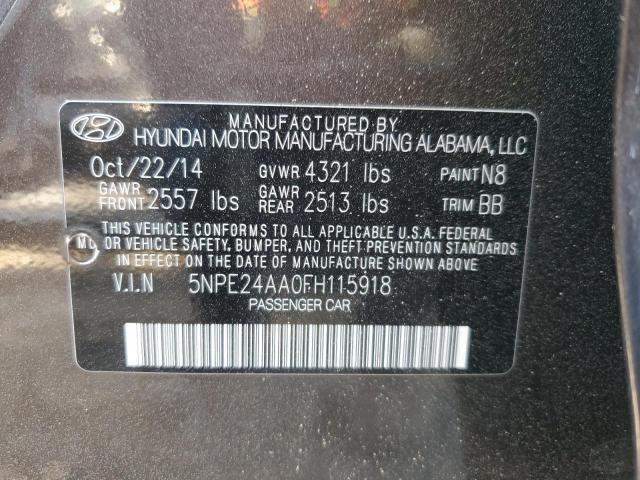 MANUFACTURED BY
HYUNDAI MOTOR MANUFACTURING ALABAMA, LLC
Oct/22/14 GVWR 4321 lbs PAINT N8
GAWR FRONT 2557 lbs GAWR REAR 2513 lbs TRIM BB
THIS VEHICLE CONFORMS TO ALL APPLICABLE U.S.A. FEDERAL
MOTOR VEHICLE SAFETY, BUMPER, AND THEFT PREVENTION STANDARDS
IN EFFECT ON THE DATE OF MANUFACTURE SHOWN ABOVE
V.I.N 5NPE24AA0FH115918
PASSENGER CAR